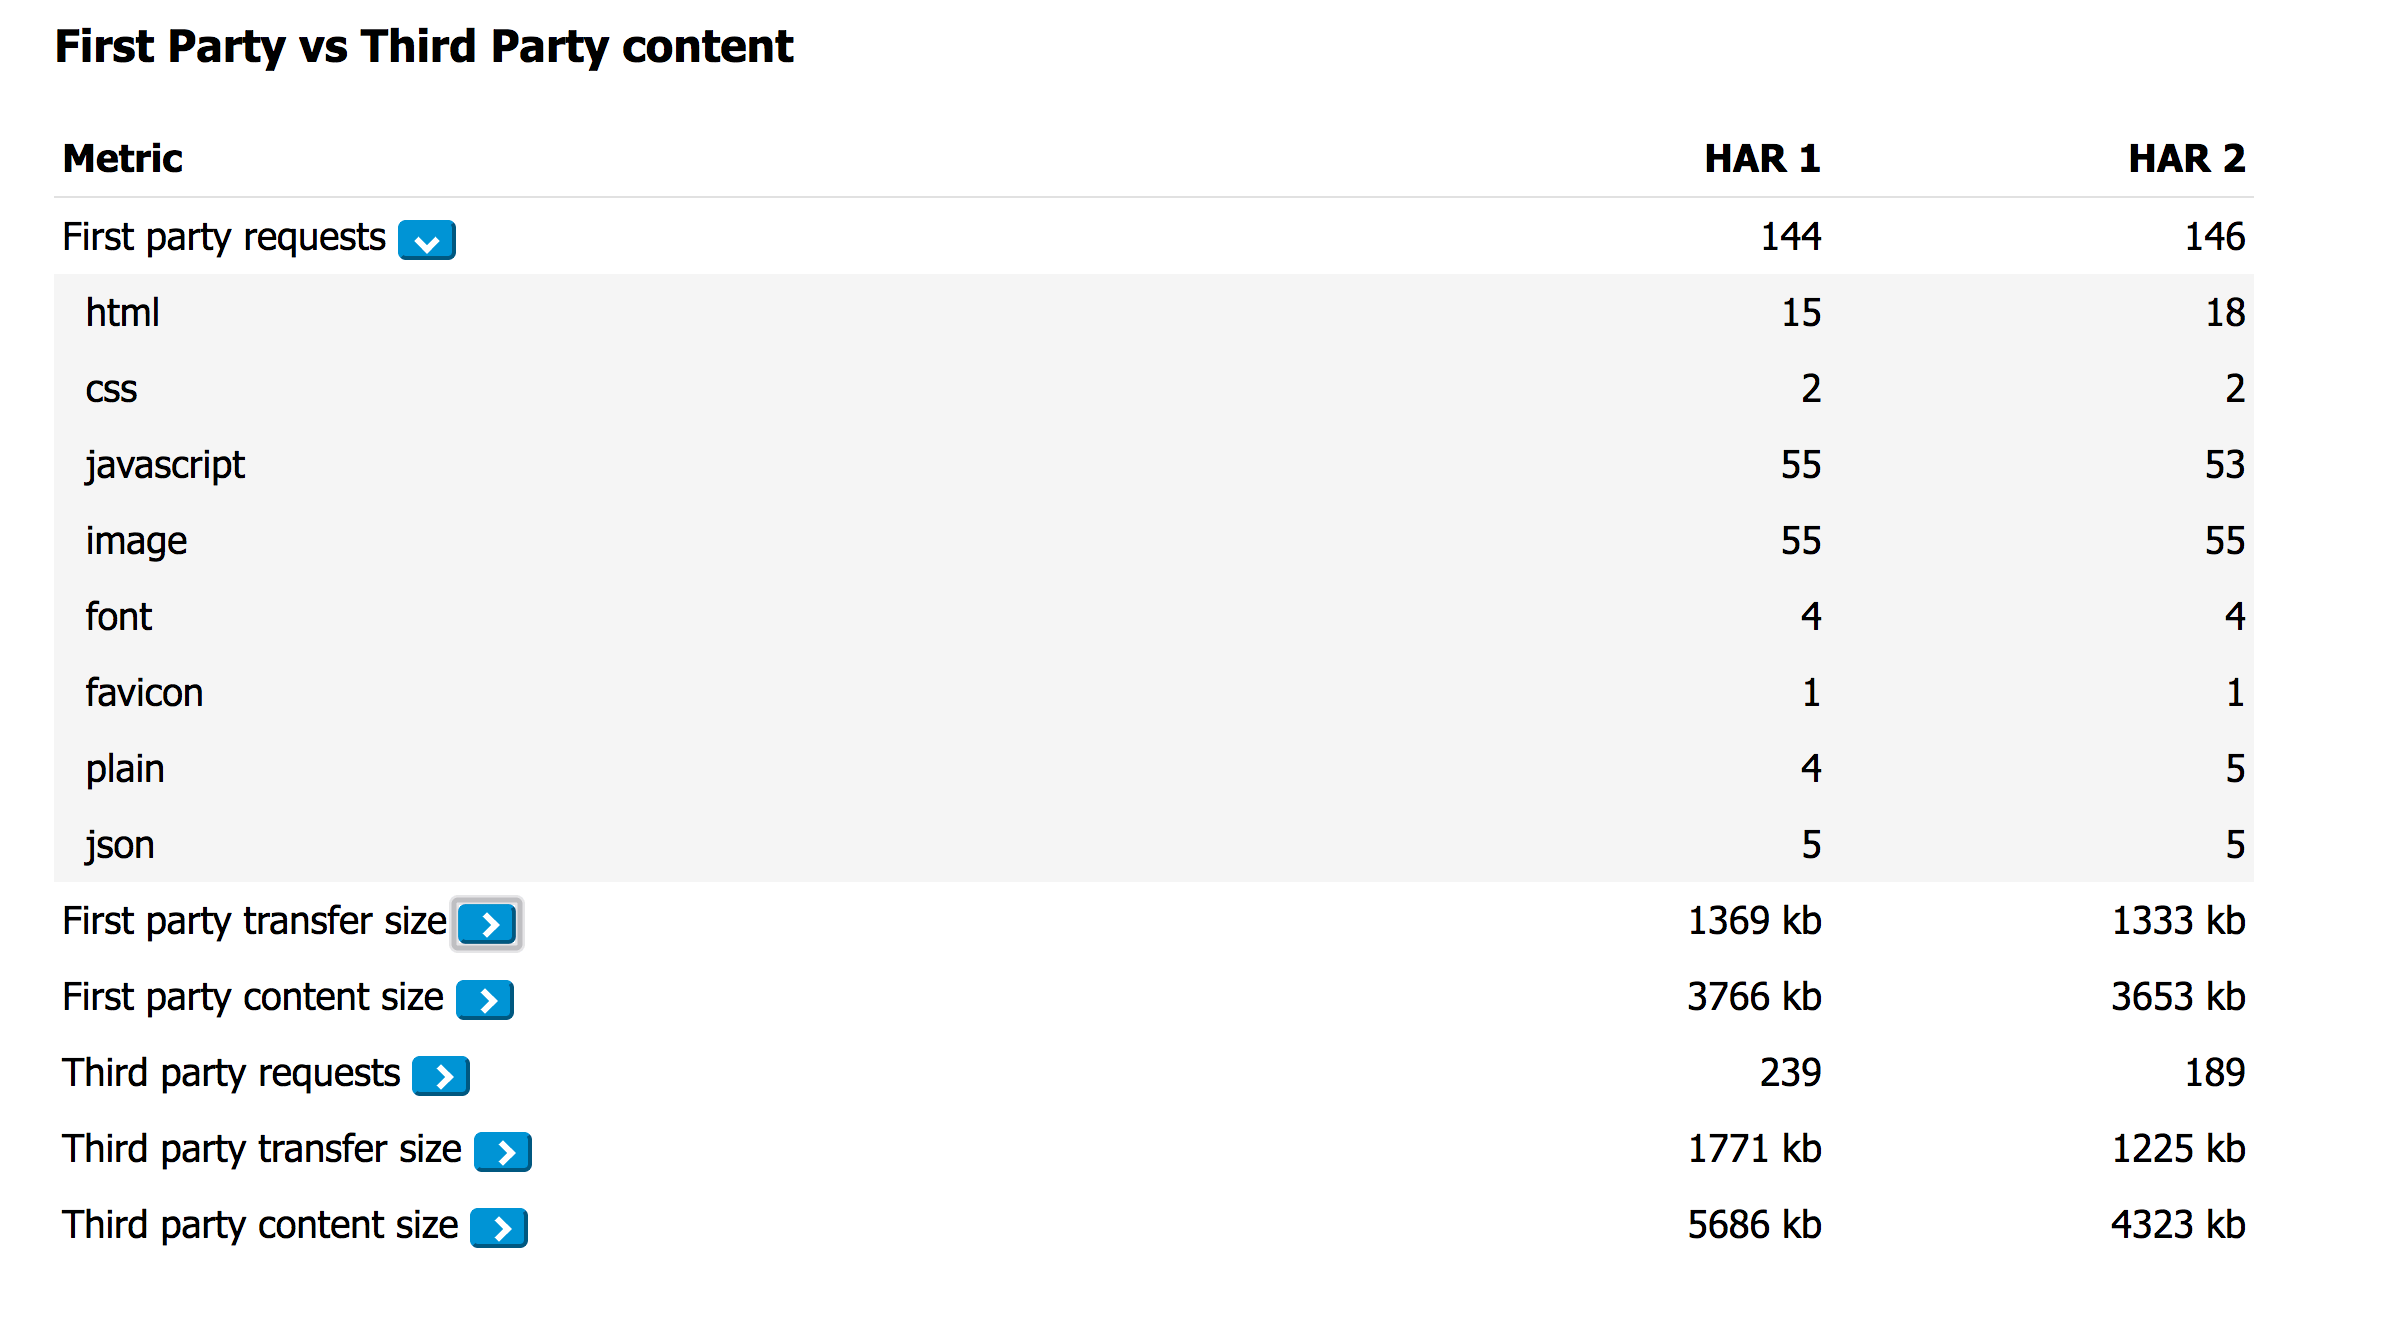 First Party vs Third Party content
Metric HAR 1 HAR 2
First party requests 144 146
html 15 18
css 2 2
javascript 55 53
image 55 55
font 4 4
favicon 1 1
plain 4 5
json 5 5
First party transfer size 1369 kb 1333 kb
First party content size 3766 kb 3653 kb
Third party requests 239 189
Third party transfer size 1771 kb 1225 kb
Third party content size 5686 kb 4323 kb